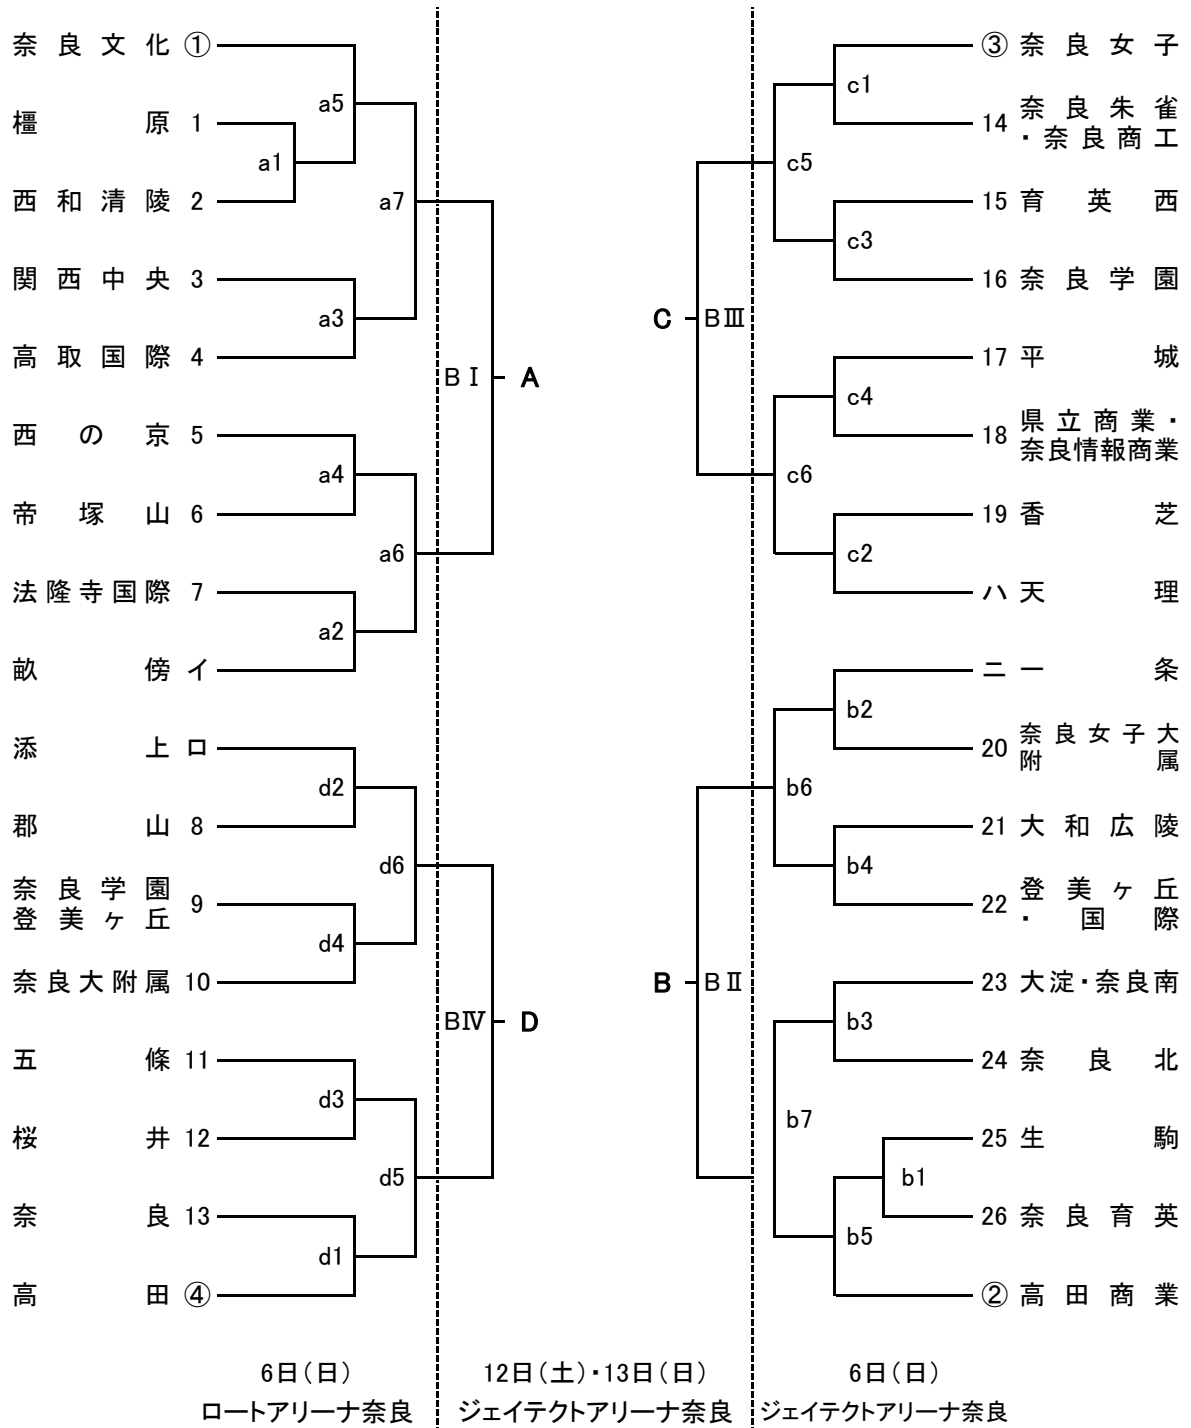 奈良文化 ①
橿原 1
西和清陵 2
関西中央 3
高取国際 4
西の京 5
帝塚山 6
法隆寺国際 7
畝傍 イ
添上 ロ
郡山 8
奈良学園
登美ヶ丘 9
奈良大附属 10
五條 11
桜井 12
奈良 13
高田 ④
a5
a1
a7
a3
a4
a6
a2
d2
d6
d4
d3
d5
d1
BⅠ
A
BⅣ
D
C
BⅢ
B
BⅡ
c1
c5
c3
c4
c6
c2
b2
b6
b4
b3
b7
b1
b5
③ 奈良女子
14 奈良朱雀
・奈良商工
15 育英西
16 奈良学園
17 平城
18 県立商業・
奈良情報商業
19 香芝
ハ 天理
ニ 一条
20 奈良女子大
附属
21 大和広陵
22 登美ヶ丘
・国際
23 大淀・奈良南
24 奈良北
25 生駒
26 奈良育英
② 高田商業
6日(日)
ロートアリーナ奈良
12日(土)・13日(日)
ジェイテクトアリーナ奈良
6日(日)
ジェイテクトアリーナ奈良